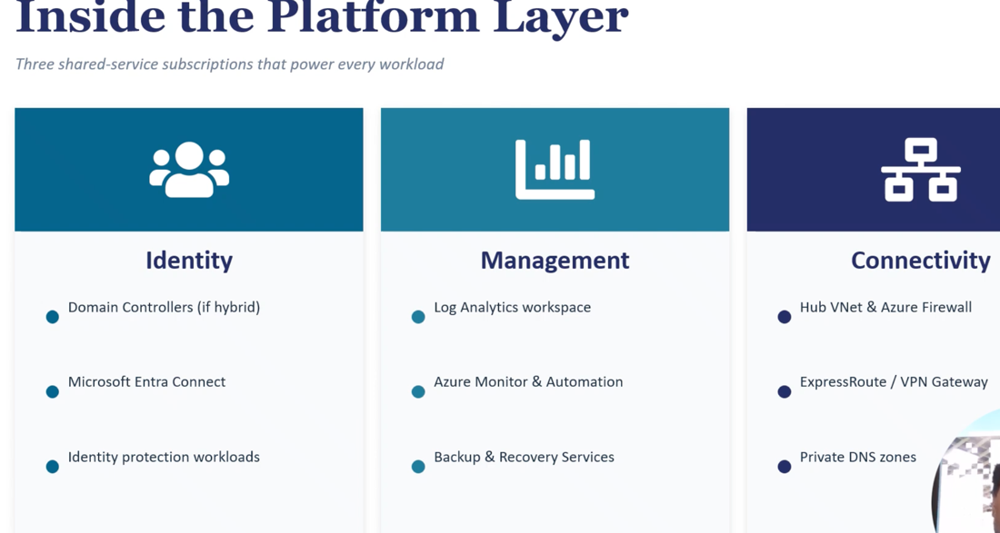 Inside the Platform Layer
Three shared-service subscriptions that power every workload
Identity
Domain Controllers (if hybrid)
Microsoft Entra Connect
Identity protection workloads
Management
Log Analytics workspace
Azure Monitor & Automation
Backup & Recovery Services
Connectivity
Hub VNet & Azure Firewall
ExpressRoute / VPN Gateway
Private DNS zones